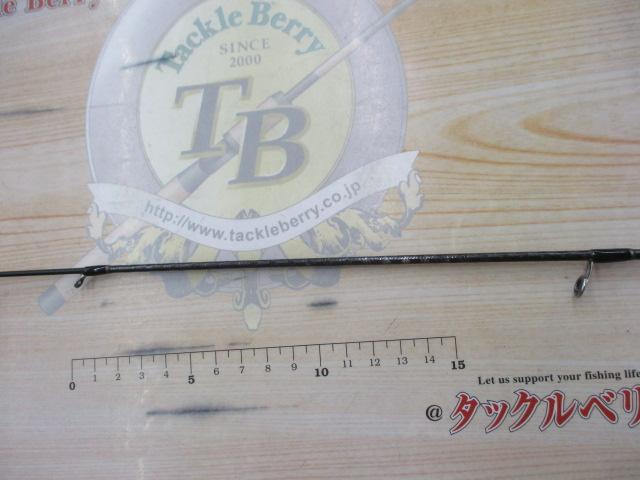 le Berry
Tackle Berry
SINCE
2000
TB
http://www.tackleberry.co.jp
0 1 2 3 4 5 6 7 8 9 10 11 12 13 14 15
Let us support your fishing life
@タックルベリ